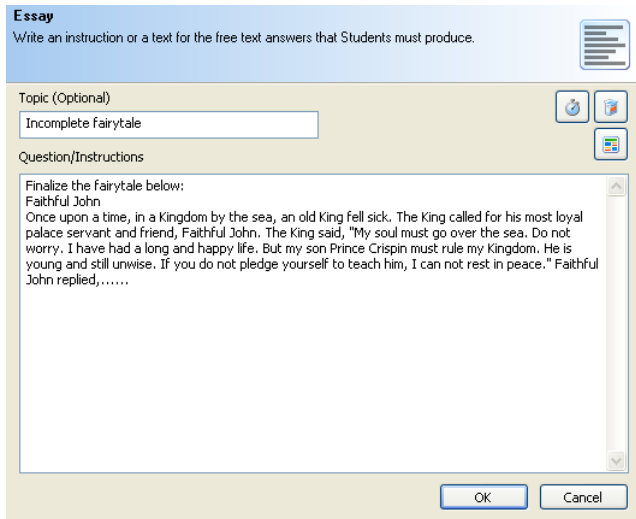 Essay
Write an instruction or a text for the free text answers that Students must produce.
Topic (Optional)
Incomplete fairytale
Question/Instructions
Finalize the fairytale below:
Faithful John
Once upon a time, in a Kingdom by the sea, an old King fell sick. The King called for his most loyal
palace servant and friend, Faithful John. The King said, "My soul must go over the sea. Do not
worry. I have had a long and happy life. But my son Prince Crispin must rule my Kingdom. He is
young and still unwise. If you do not pledge yourself to teach him, I can not rest in peace." Faithful
John replied,......
OK
Cancel